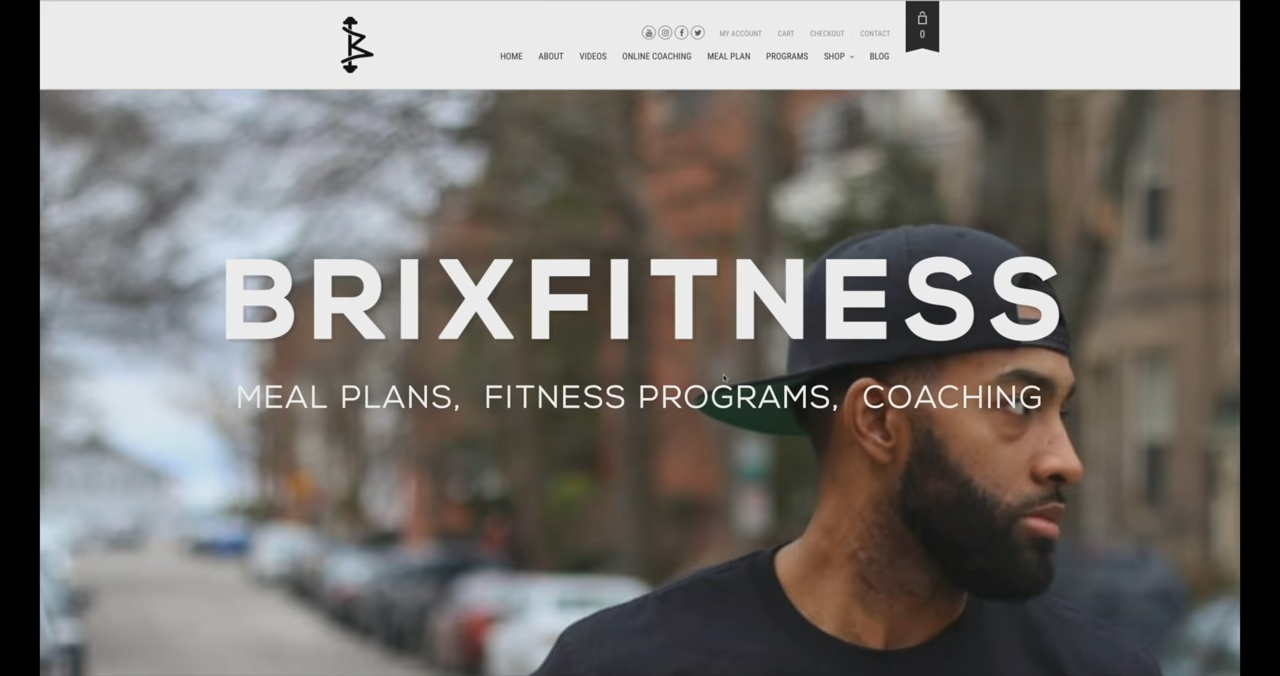 MY ACCOUNT CART CHECKOUT CONTACT
0
HOME ABOUT VIDEOS ONLINE COACHING MEAL PLAN PROGRAMS SHOP BLOG
BRIXFITNESS
MEAL PLANS, FITNESS PROGRAMS, COACHING